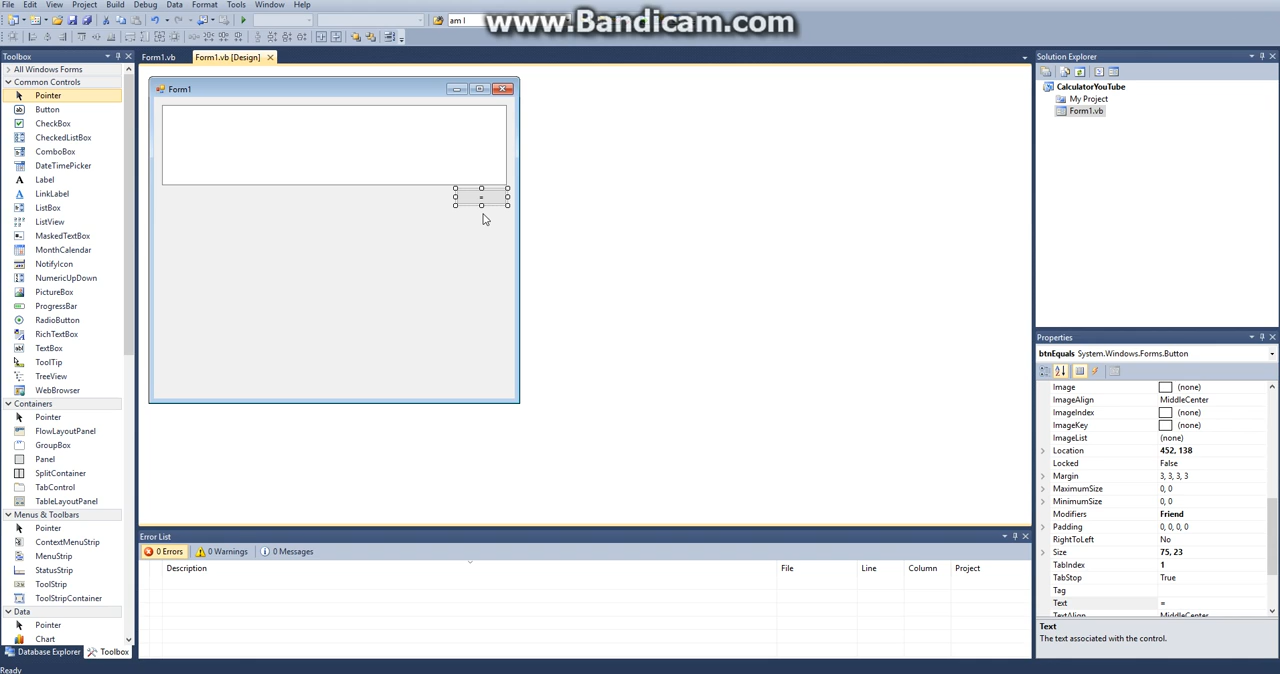 File Edit View Project Build Debug Data Format Tools Window Help
www.Bandicam.com
am I
Toolbox
All Windows Forms
Common Controls
Pointer
Button
CheckBox
CheckedListBox
ComboBox
DateTimePicker
Label
LinkLabel
ListBox
ListView
MaskedTextBox
MonthCalendar
NotifyIcon
NumericUpDown
PictureBox
ProgressBar
RadioButton
RichTextBox
TextBox
ToolTip
TreeView
WebBrowser
Containers
Pointer
FlowLayoutPanel
GroupBox
Panel
SplitContainer
TabControl
TableLayoutPanel
Menus & Toolbars
Pointer
ContextMenuStrip
MenuStrip
StatusStrip
ToolStrip
ToolStripContainer
Data
Pointer
Chart
Database Explorer Toolbox
Ready
Form1.vb Form1.vb [Design]
Form1
=
Error List
0 Errors 0 Warnings 0 Messages
Description File Line Column Project
Solution Explorer
CalculatorYouTube
My Project
Form1.vb
Properties
btnEquals System.Windows.Forms.Button
Image (none)
ImageAlign MiddleCenter
ImageIndex (none)
ImageKey (none)
ImageList (none)
Location 452, 138
Locked False
Margin 3, 3, 3, 3
MaximumSize 0, 0
MinimumSize 0, 0
Modifiers Friend
Padding 0, 0, 0, 0
RightToLeft No
Size 75, 23
TabIndex 1
TabStop True
Tag
Text =
TextAlign MiddleCenter
Text
The text associated with the control.